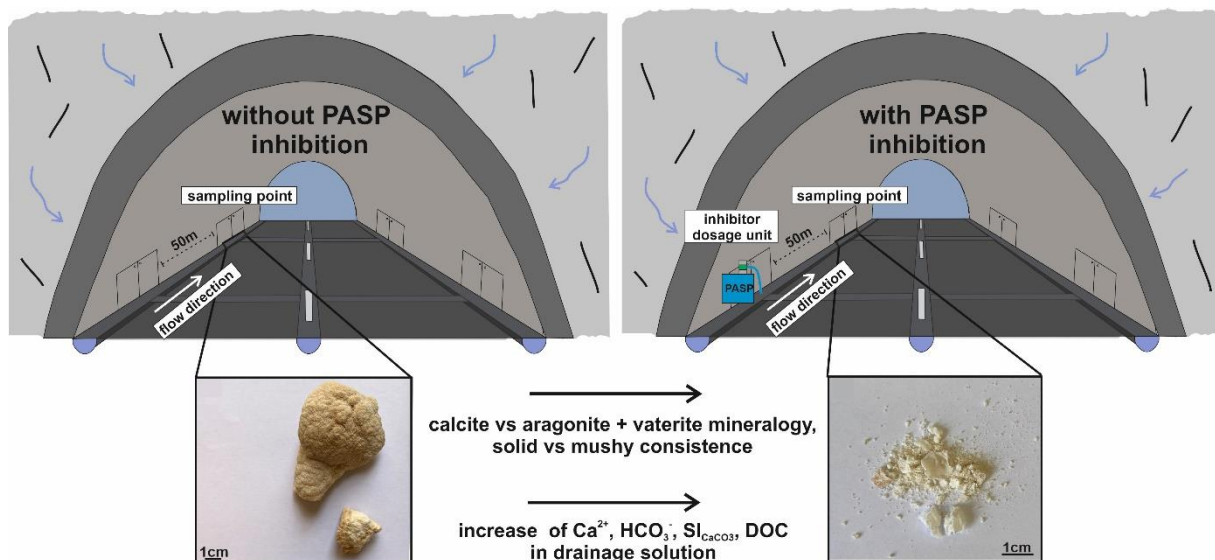 without PASP
inhibition
sampling point
50m
flow direction
with PASP
inhibition
sampling point
inhibitor
dosage unit
50m
PASP
flow direction
calcite vs aragonite + vaterite mineralogy,
solid vs mushy consistence
increase of Ca²⁺, HCO₃⁻, SI_CaCO3, DOC
in drainage solution
1cm
1cm